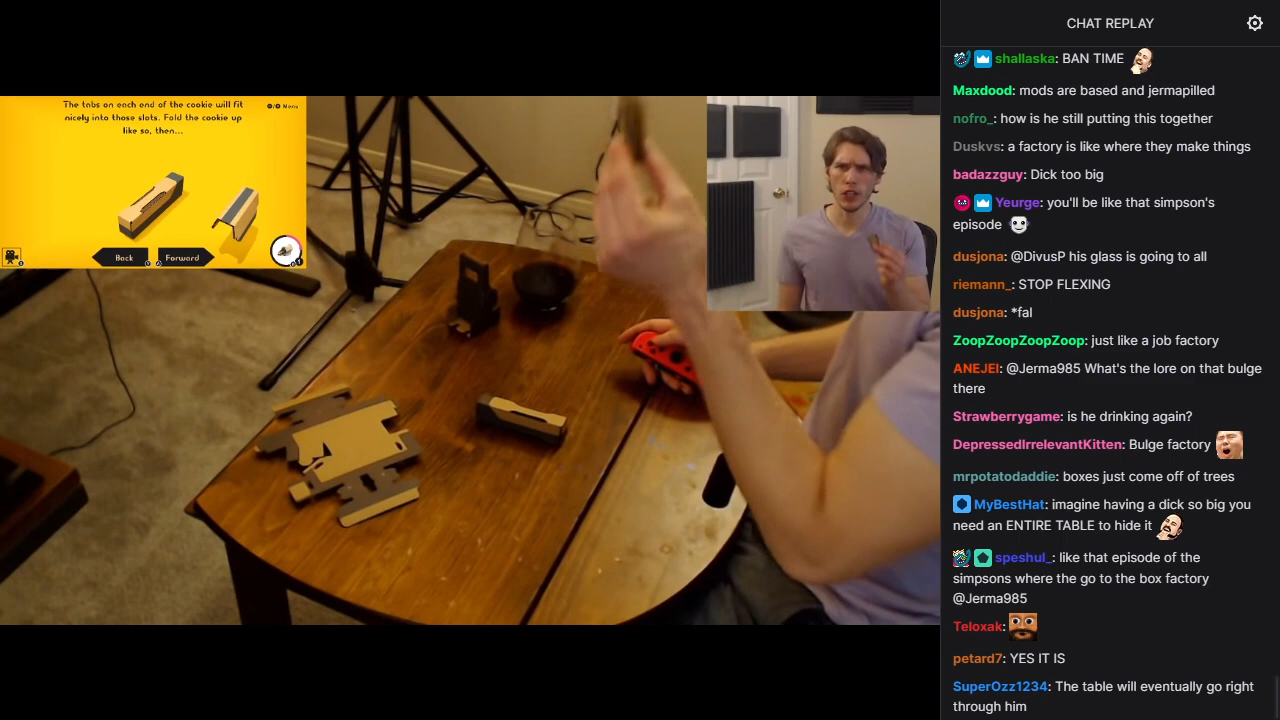 The tabs on each end of the cookie will fit
nicely into those slots. Fold the cookie up
like so, then...
Menu
Back
Forward
CHAT REPLAY
shallaska: BAN TIME
Maxdood: mods are based and jermapilled
nofro_: how is he still putting this together
Duskvs: a factory is like where they make things
badazzguy: Dick too big
Yeurge: you'll be like that simpson's
episode
dusjona: @DivusP his glass is going to all
riemann_: STOP FLEXING
dusjona: *fal
ZoopZoopZoopZoop: just like a job factory
ANEJEI: @Jerma985 What's the lore on that bulge
there
Strawberrygame: is he drinking again?
DepressedIrrelevantKitten: Bulge factory
mrpotatodaddie: boxes just come off of trees
MyBestHat: imagine having a dick so big you
need an ENTIRE TABLE to hide it
speshul_: like that episode of the
simpsons where the go to the box factory
@Jerma985
Teloxak:
petard7: YES IT IS
SuperOzz1234: The table will eventually go right
through him